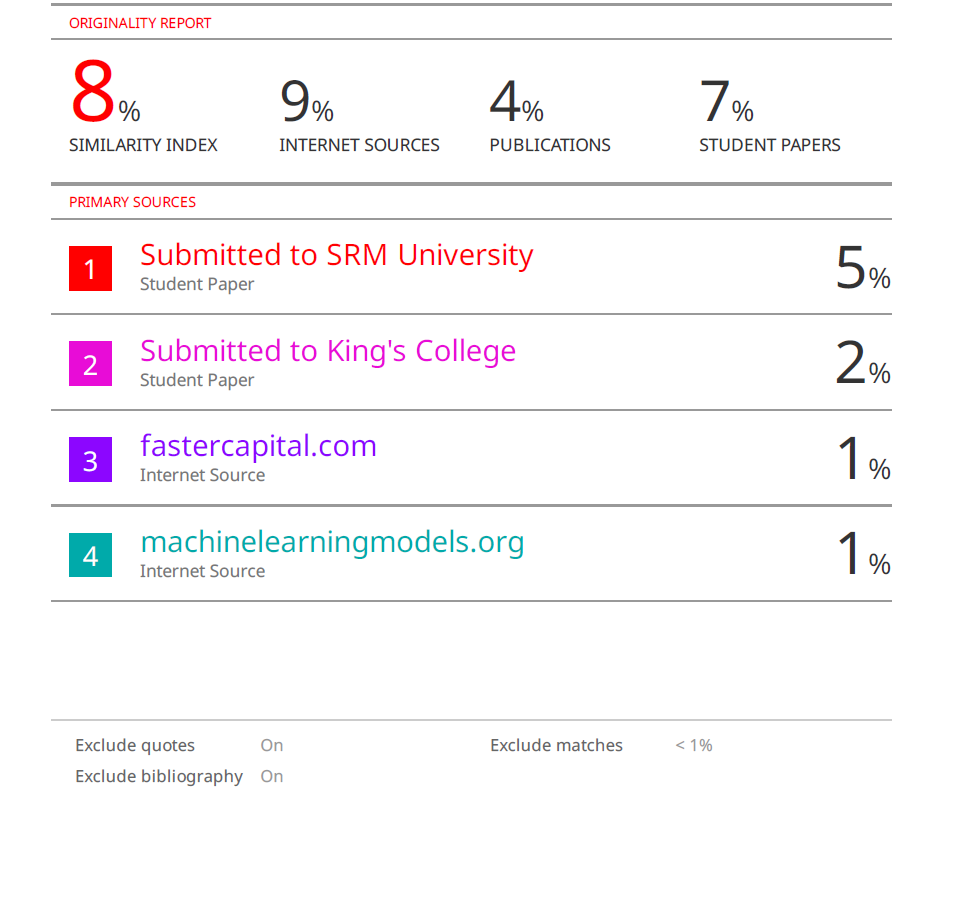 ORIGINALITY REPORT
8% 9% 4% 7%
SIMILARITY INDEX INTERNET SOURCES PUBLICATIONS STUDENT PAPERS
PRIMARY SOURCES
1 Submitted to SRM University 5%
Student Paper
2 Submitted to King's College 2%
Student Paper
3 fastercapital.com 1%
Internet Source
4 machinelearningmodels.org 1%
Internet Source
Exclude quotes On Exclude matches < 1%
Exclude bibliography On